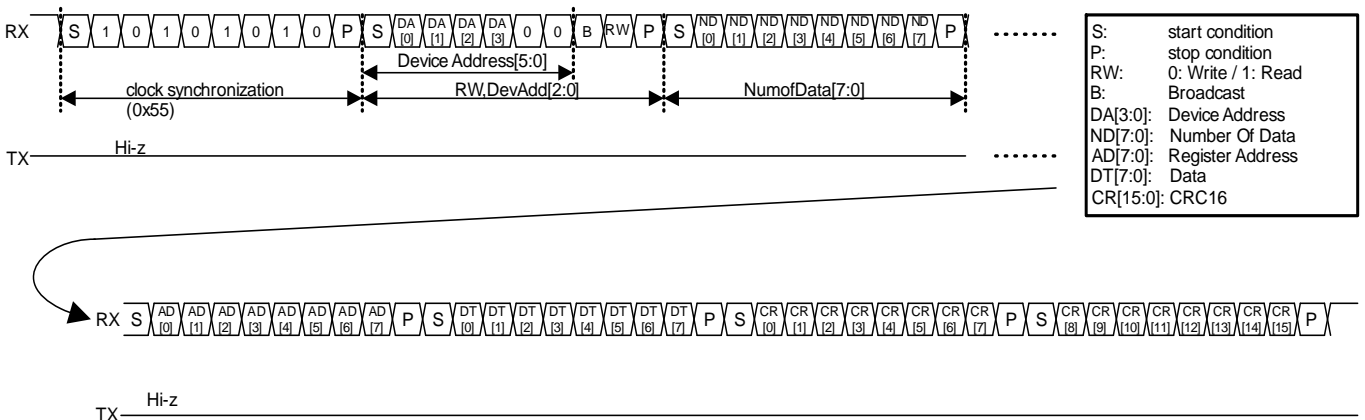 RX S 1 0 1 0 1 0 1 0 P S DA[0] DA[1] DA[2] DA[3] 0 0 B RW P S ND[0] ND[1] ND[2] ND[3] ND[4] ND[5] ND[6] ND[7] P
Device Address[5:0]
clock synchronization
(0x55)
RW,DevAdd[2:0]
NumofData[7:0]
TX Hi-z
S: start condition
P: stop condition
RW: 0: Write / 1: Read
B: Broadcast
DA[3:0]: Device Address
ND[7:0]: Number Of Data
AD[7:0]: Register Address
DT[7:0]: Data
CR[15:0]: CRC16
RX S AD[0] AD[1] AD[2] AD[3] AD[4] AD[5] AD[6] AD[7] P S DT[0] DT[1] DT[2] DT[3] DT[4] DT[5] DT[6] DT[7] P S CR[0] CR[1] CR[2] CR[3] CR[4] CR[5] CR[6] CR[7] P S CR[8] CR[9] CR[10] CR[11] CR[12] CR[13] CR[14] CR[15] P
TX Hi-z